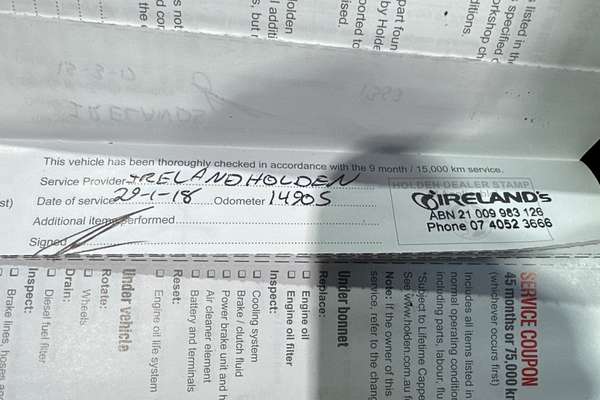 This vehicle has been thoroughly checked in accordance with the 9 month / 15,000 km service.
Service Provider IRELAND HOLDEN
Date of service 29-1-18 Odometer 14905
Additional items performed
Signed
HOLDEN DEALER STAMP
IRELAND'S
ABN 21 009 983 126
Phone 07 4052 3666
SERVICE COUPON
45 months or 75,000 km
(whichever occurs first)
Includes all items listed in
normal operating condition
including parts, labour, flu
*Subject to Lifetime Cappe
See www.holden.com.au f
Note: If the owner of this
service, refer to the chang
Under bonnet
Replace:
❑ Engine oil
❑ Engine oil filter
Inspect:
❑ Cooling system
❑ Brake / clutch fluid
❑ Power brake unit and h
❑ Air cleaner element
❑ Battery and terminals
Reset:
❑ Engine oil life system
Under vehicle
Rotate:
❑ Wheels
Drain:
❑ Diesel fuel filter
Inspect:
❑ Brake lines, hoses an